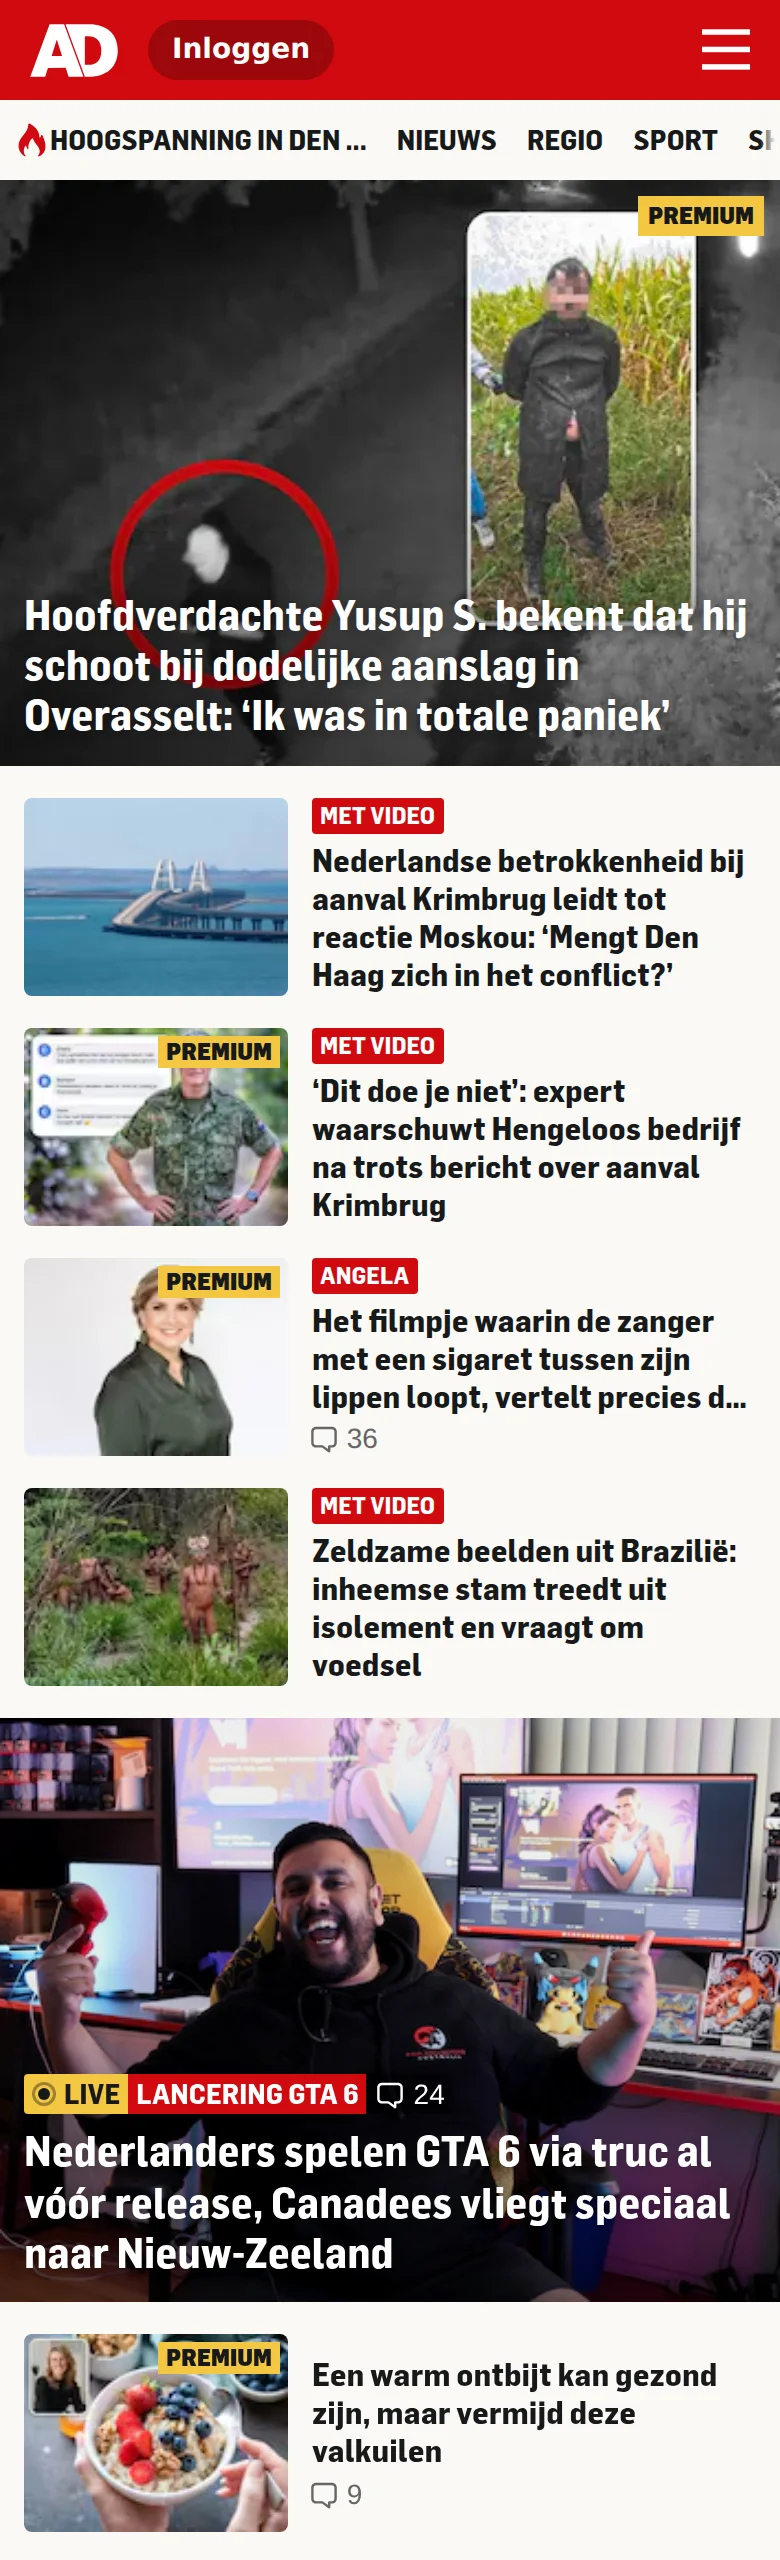 AD
Inloggen
HOOGSPANNING IN DEN ...
NIEUWS
REGIO
SPORT
PREMIUM
Hoofdverdachte Yusup S. bekent dat hij
schoot bij dodelijke aanslag in
Overasselt: ‘Ik was in totale paniek’
MET VIDEO
Nederlandse betrokkenheid bij
aanval Krimbrug leidt tot
reactie Moskou: ‘Mengt Den
Haag zich in het conflict?’
PREMIUM
MET VIDEO
‘Dit doe je niet’: expert
waarschuwt Hengeloos bedrijf
na trots bericht over aanval
Krimbrug
PREMIUM
ANGELA
Het filmpje waarin de zanger
met een sigaret tussen zijn
lippen loopt, vertelt precies d...
36
MET VIDEO
Zeldzame beelden uit Brazilië:
inheemse stam treedt uit
isolement en vraagt om
voedsel
LIVE LANCERING GTA 6 24
Nederlanders spelen GTA 6 via truc al
vóór release, Canadees vliegt speciaal
naar Nieuw-Zeeland
PREMIUM
Een warm ontbijt kan gezond
zijn, maar vermijd deze
valkuilen
9